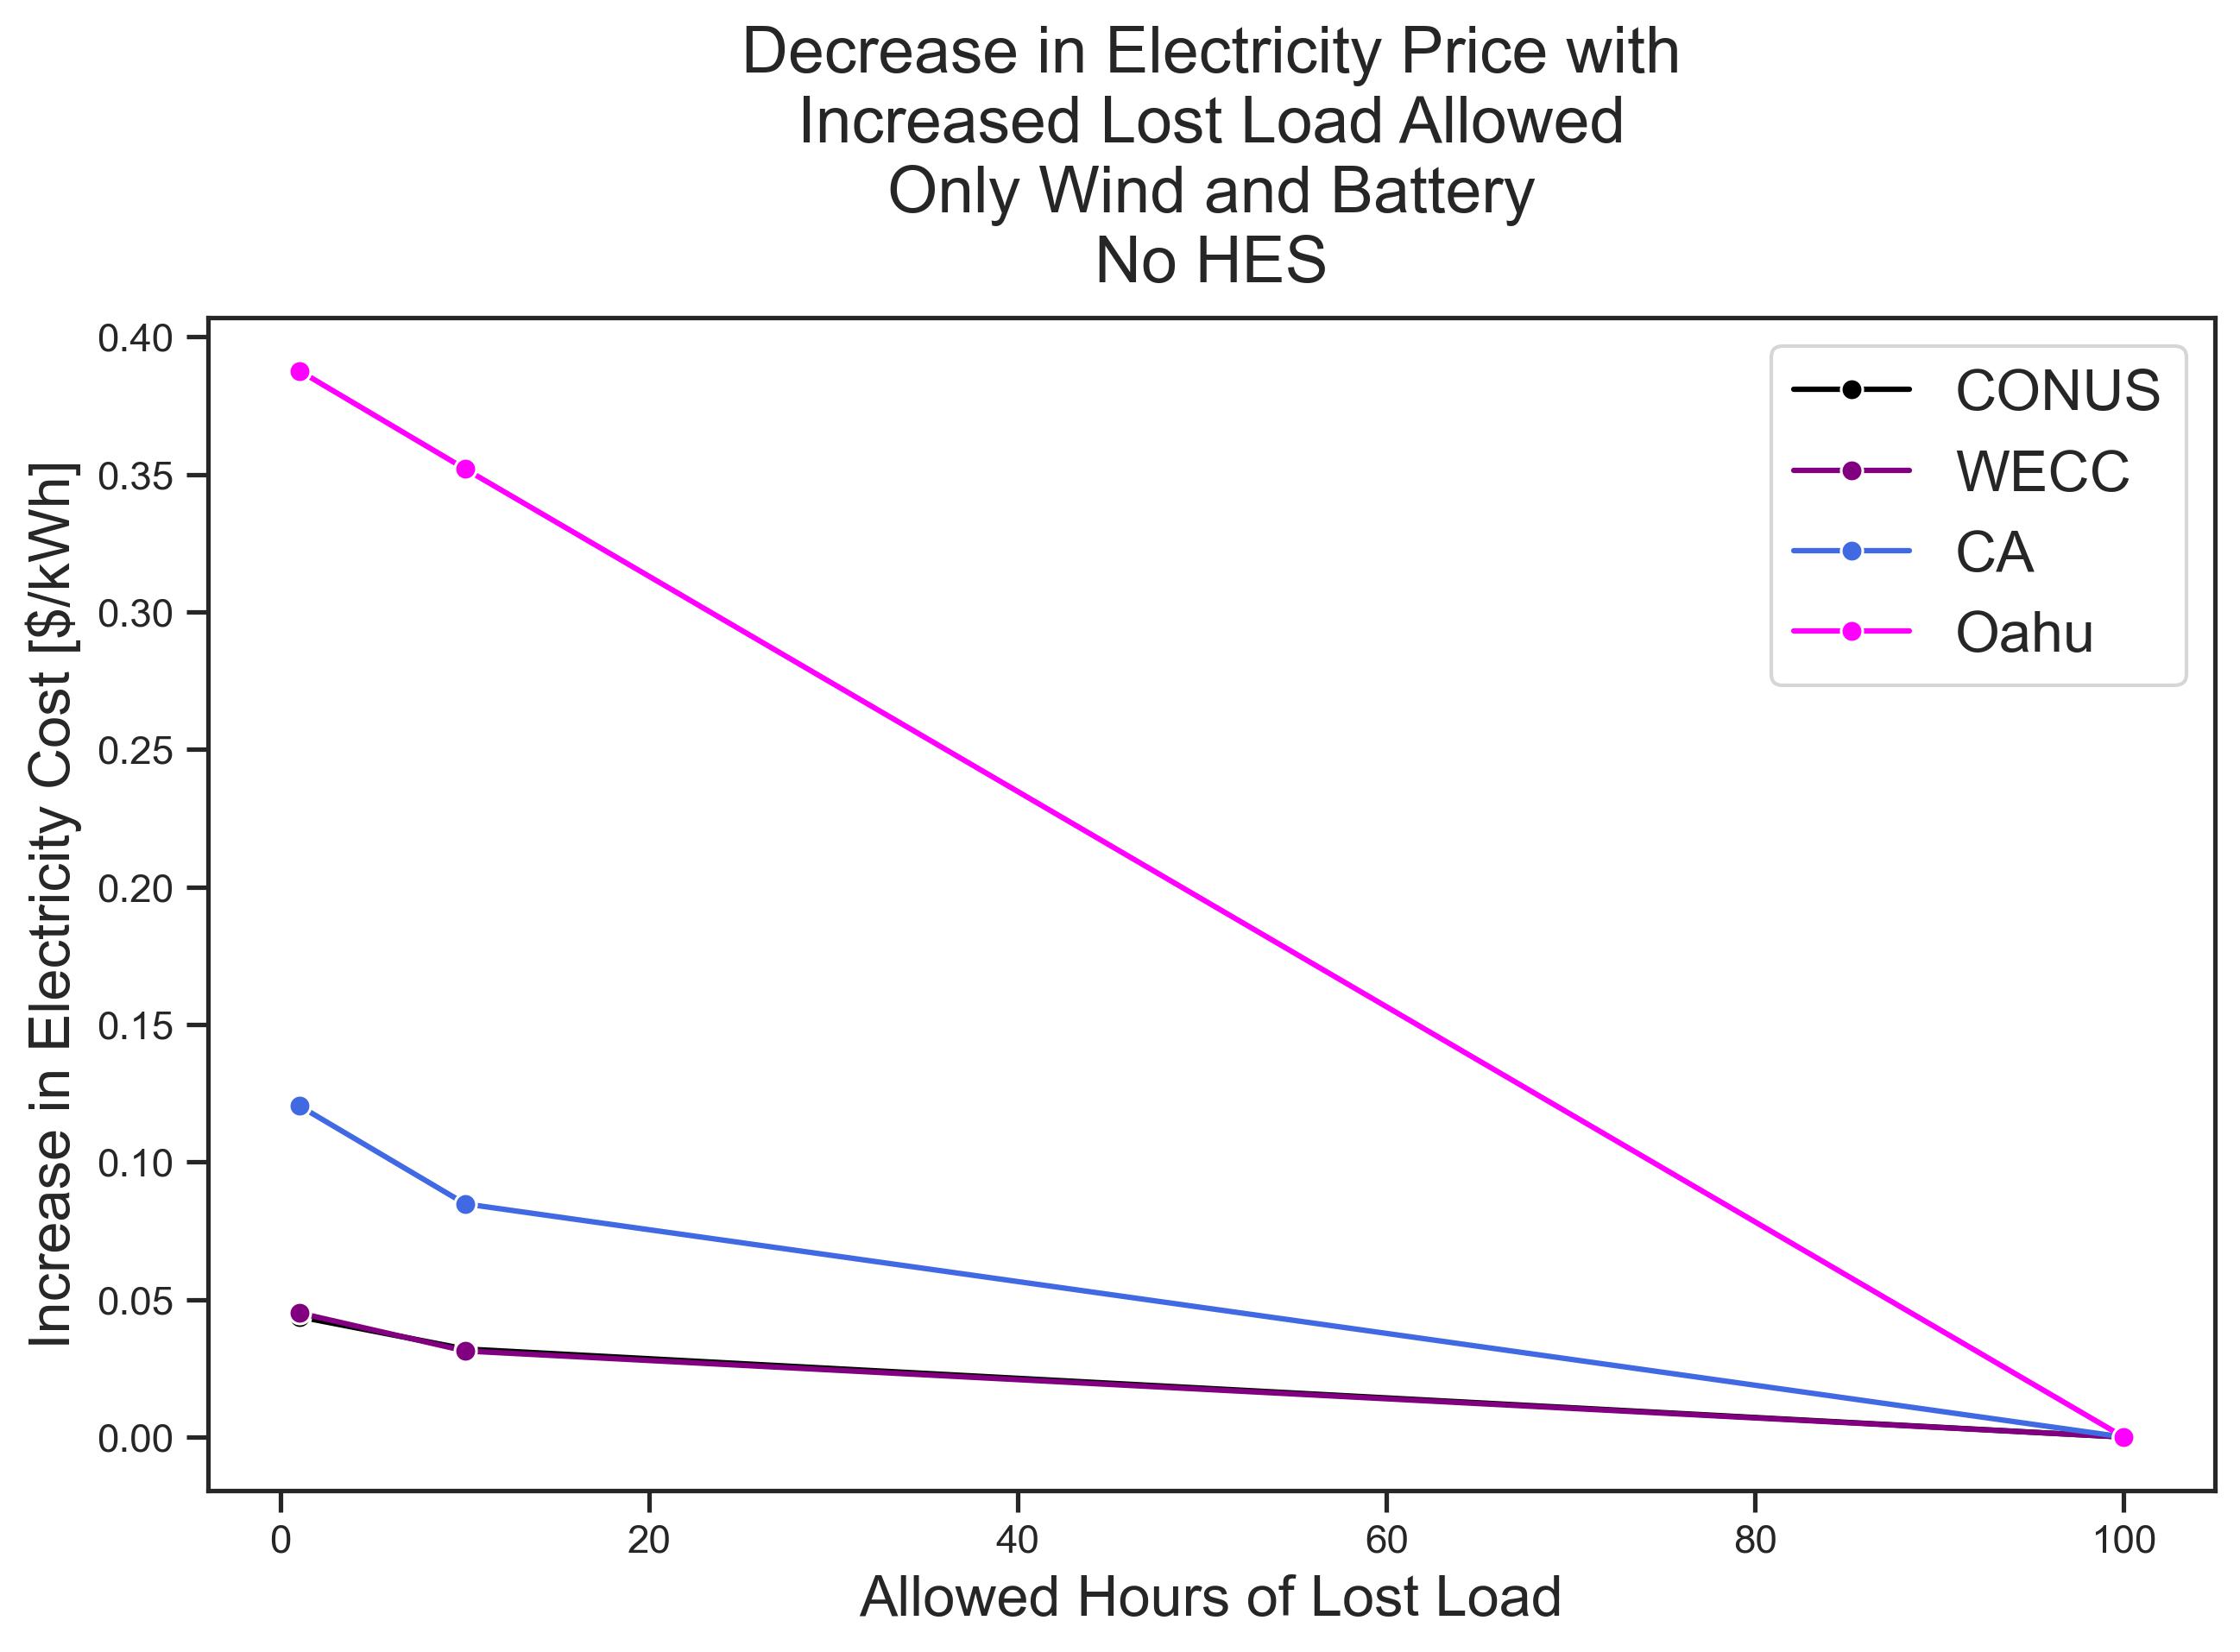 Decrease in Electricity Price with
Increased Lost Load Allowed
Only Wind and Battery
No HES
0.40
0.35
0.30
0.25
0.20
0.15
0.10
0.05
0.00
Increase in Electricity Cost [$/kWh]
CONUS
WECC
CA
Oahu
0 20 40 60 80 100
Allowed Hours of Lost Load